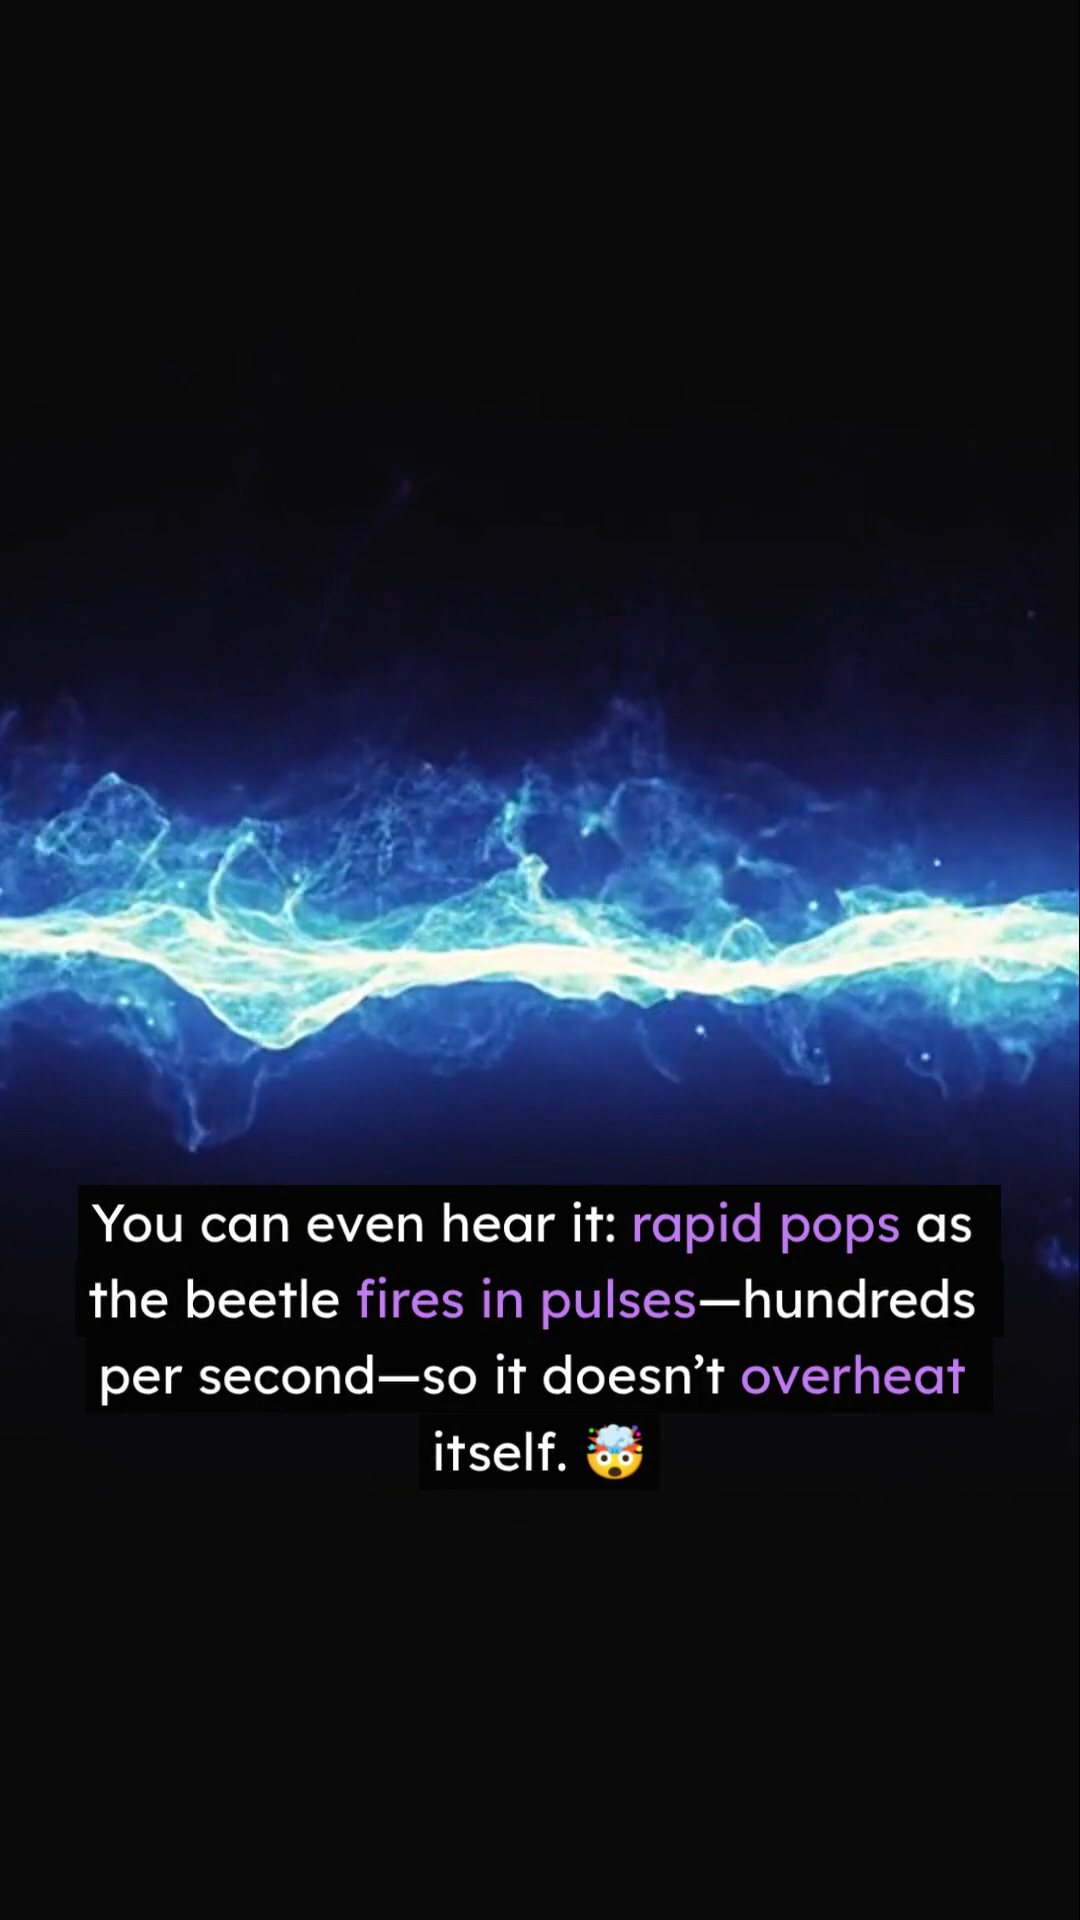 You can even hear it: rapid pops as
the beetle fires in pulses—hundreds
per second—so it doesn’t overheat
itself. 🤯